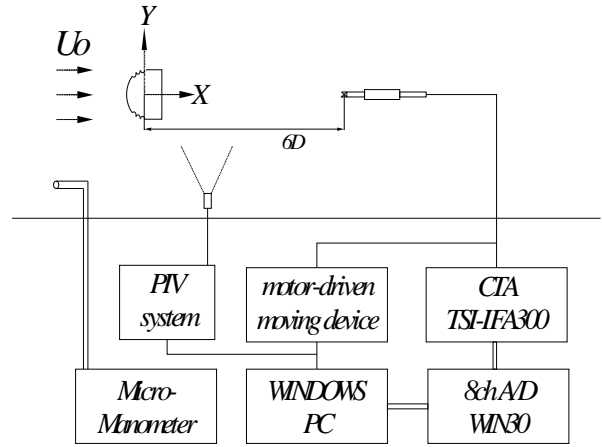 Y
Uo
X
6D
PIV
system
motor-driven
moving device
CTA
TSI-IFA300
Micro-
Manometer
WINDOWS
PC
8ch A/D
WIN30